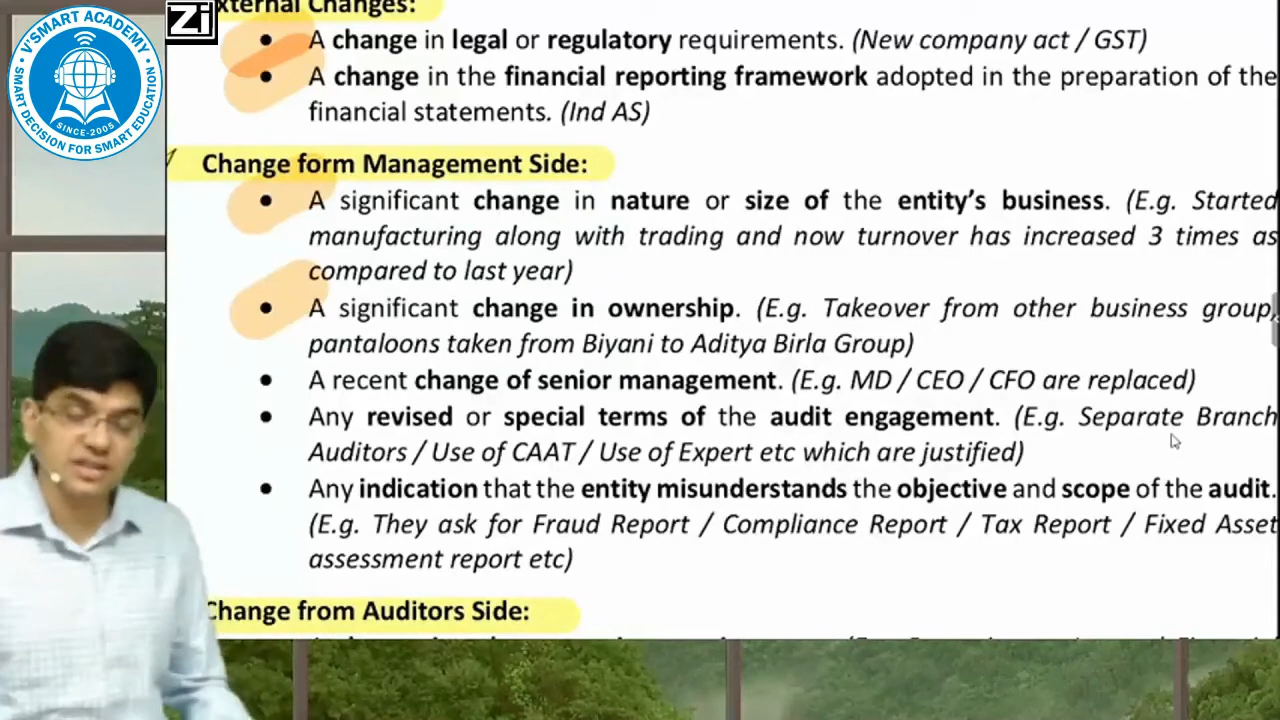 V'SMART ACADEMY
SMART DECISION FOR SMART EDUCATION
SINCE-2005
Zi
xternal Changes:
• A change in legal or regulatory requirements. (New company act / GST)
• A change in the financial reporting framework adopted in the preparation of the
financial statements. (Ind AS)
Change form Management Side:
• A significant change in nature or size of the entity's business. (E.g. Started
manufacturing along with trading and now turnover has increased 3 times as
compared to last year)
• A significant change in ownership. (E.g. Takeover from other business group,
pantaloons taken from Biyani to Aditya Birla Group)
• A recent change of senior management. (E.g. MD / CEO / CFO are replaced)
• Any revised or special terms of the audit engagement. (E.g. Separate Branch
Auditors / Use of CAAT / Use of Expert etc which are justified)
• Any indication that the entity misunderstands the objective and scope of the audit.
(E.g. They ask for Fraud Report / Compliance Report / Tax Report / Fixed Asset
assessment report etc)
Change from Auditors Side: